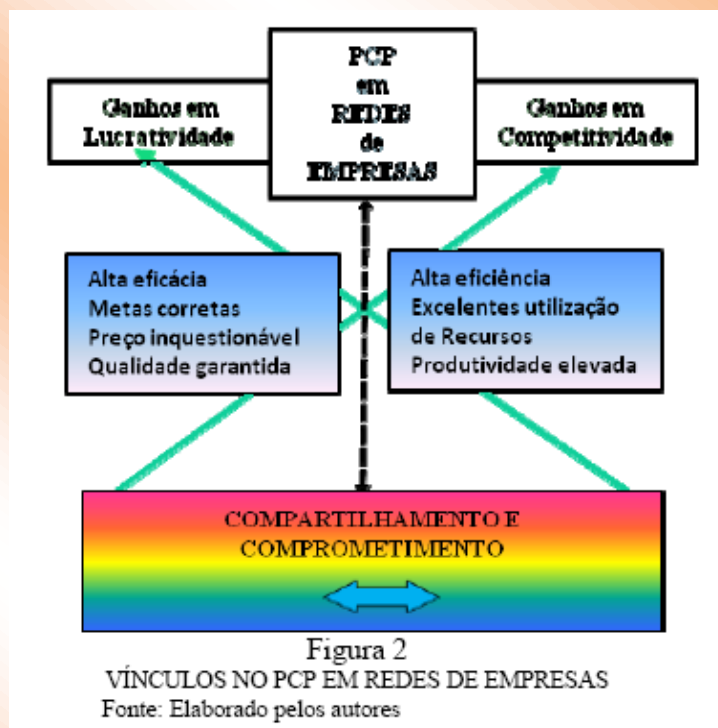 PCP
em
REDES
de
EMPRESAS
Ganhos em
Lucratividade
Ganhos em
Competitividade
Alta eficácia
Metas corretas
Preço inquestionável
Qualidade garantida
Alta eficiência
Excelentes utilização
de Recursos
Produtividade elevada
COMPARTILHAMENTO E
COMPROMETIMENTO
Figura 2
VÍNCULOS NO PCP EM REDES DE EMPRESAS
Fonte: Elaborado pelos autores